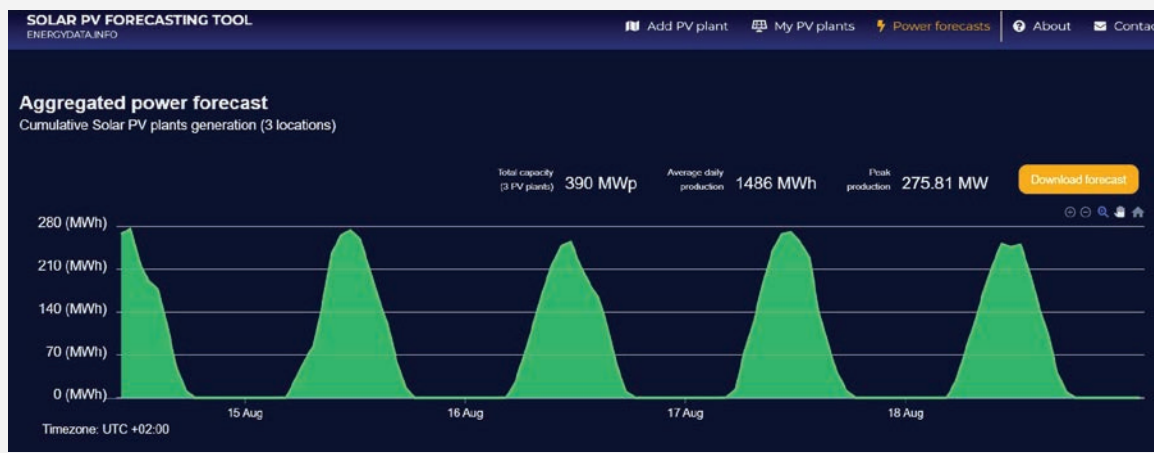 SOLAR PV FORECASTING TOOL
ENERGYDATA.INFO
Add PV plant My PV plants Power forecasts About Contac
Aggregated power forecast
Cumulative Solar PV plants generation (3 locations)
Total capacity
(3 PV plants) 390 MWp
Average daily
production 1486 MWh
Peak
production 275.81 MW
Download forecast
280 (MWh)
210 (MWh)
140 (MWh)
70 (MWh)
0 (MWh)
15 Aug 16 Aug 17 Aug 18 Aug
Timezone: UTC +02:00